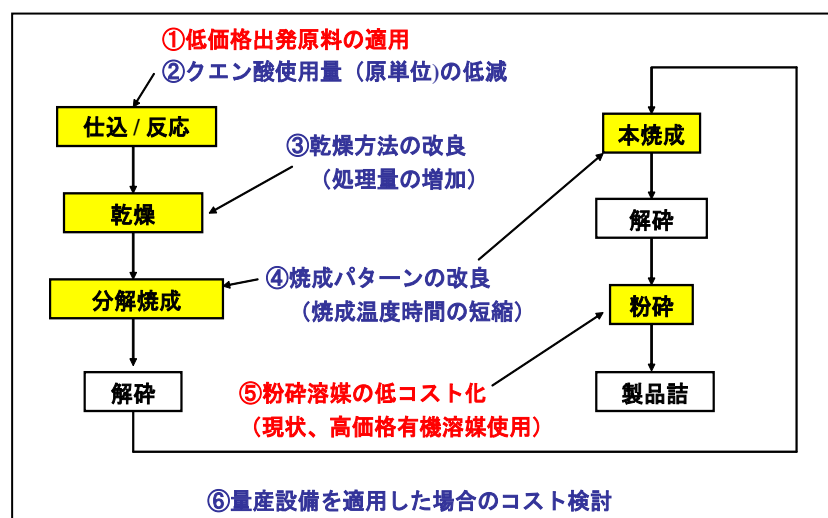 ①低価格出発原料の適用
②クエン酸使用量（原単位)の低減
仕込 / 反応
③乾燥方法の改良
（処理量の増加）
乾燥
④焼成パターンの改良
（焼成温度時間の短縮）
分解焼成
解砕
本焼成
解砕
粉砕
⑤粉砕溶媒の低コスト化
（現状、高価格有機溶媒使用）
製品詰
⑥量産設備を適用した場合のコスト検討